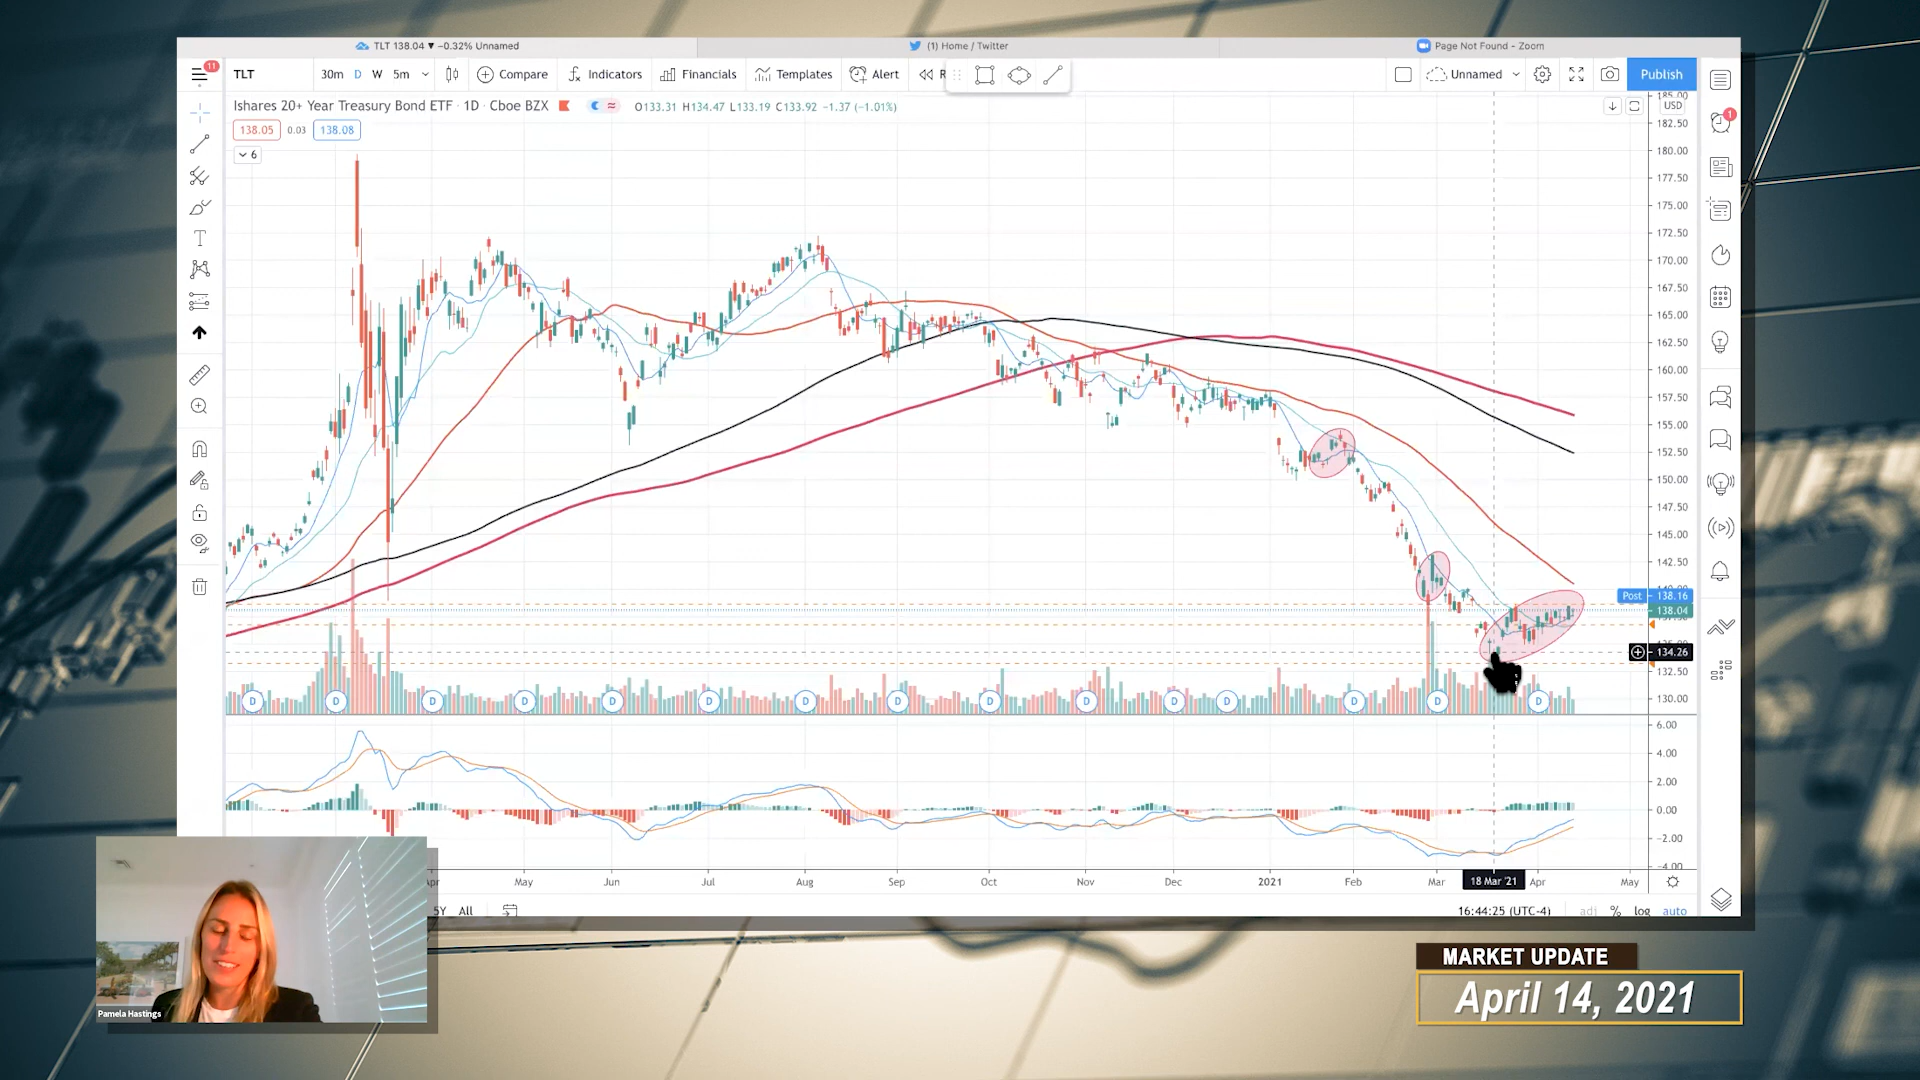 TLT 138.04 ▼ −0.32% Unnamed
(1) Home / Twitter
Page Not Found - Zoom
11
TLT
30m D W 5m
Compare
Indicators
Financials
Templates
Alert
Unnamed
Publish
Ishares 20+ Year Treasury Bond ETF · 1D · Cboe BZX
O133.31 H134.47 L133.19 C133.92 −1.37 (−1.01%)
USD
138.05 0.03 138.08
6
1
185.00
182.50
180.00
177.50
175.00
172.50
170.00
167.50
165.00
162.50
160.00
157.50
155.00
152.50
150.00
147.50
145.00
142.50
Post 138.16
138.04
134.26
132.50
130.00
D D D D D D D D D D D D D D D
6.00
4.00
2.00
0.00
−2.00
−4.00
May Jun Jul Aug Sep Oct Nov Dec 2021 Feb Mar 18 Mar '21 Apr May
5Y All
16:44:25 (UTC-4) adj % log auto
Pamela Hastings
MARKET UPDATE
April 14, 2021